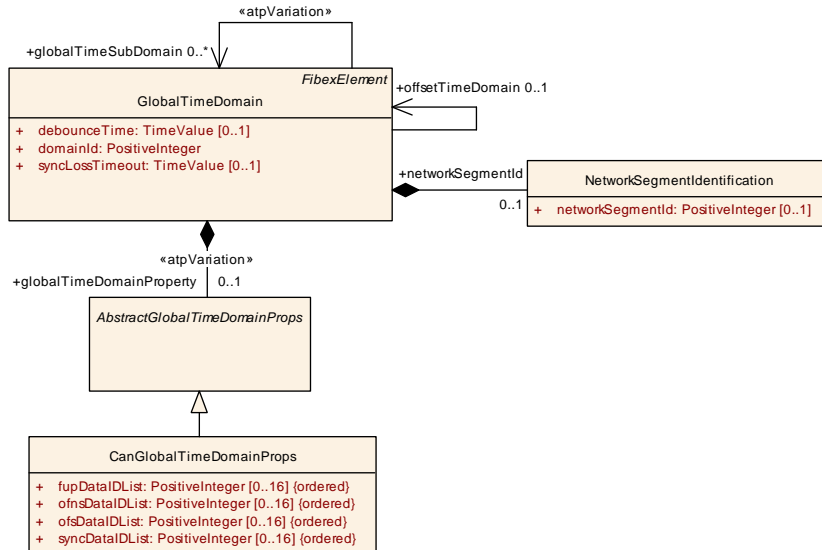 «atpVariation»
+globalTimeSubDomain 0..*
FibexElement
GlobalTimeDomain
+ debounceTime: TimeValue [0..1]
+ domainId: PositiveInteger
+ syncLossTimeout: TimeValue [0..1]
+offsetTimeDomain 0..1
+networkSegmentId
0..1
NetworkSegmentIdentification
+ networkSegmentId: PositiveInteger [0..1]
«atpVariation»
+globalTimeDomainProperty 0..1
AbstractGlobalTimeDomainProps
CanGlobalTimeDomainProps
+ fupDataIDList: PositiveInteger [0..16] {ordered}
+ ofnsDataIDList: PositiveInteger [0..16] {ordered}
+ ofsDataIDList: PositiveInteger [0..16] {ordered}
+ syncDataIDList: PositiveInteger [0..16] {ordered}